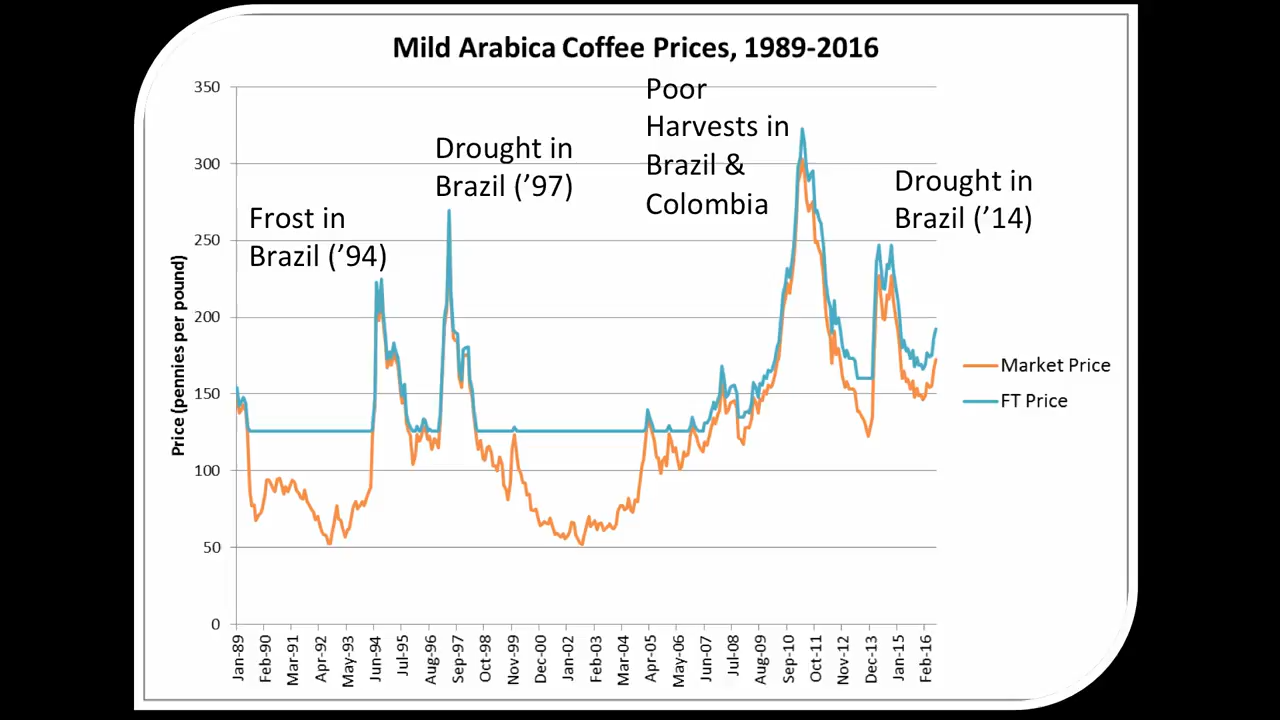 Mild Arabica Coffee Prices, 1989-2016
Poor
Harvests in
Brazil &
Colombia
Drought in
Brazil (’97)
Drought in
Brazil (’14)
Frost in
Brazil (’94)
Price (pennies per pound)
350
300
250
200
150
100
50
0
Market Price
FT Price
Jan-89
Feb-90
Mar-91
Apr-92
May-93
Jun-94
Jul-95
Aug-96
Sep-97
Oct-98
Nov-99
Dec-00
Jan-02
Feb-03
Mar-04
Apr-05
May-06
Jun-07
Jul-08
Aug-09
Sep-10
Oct-11
Nov-12
Dec-13
Jan-15
Feb-16